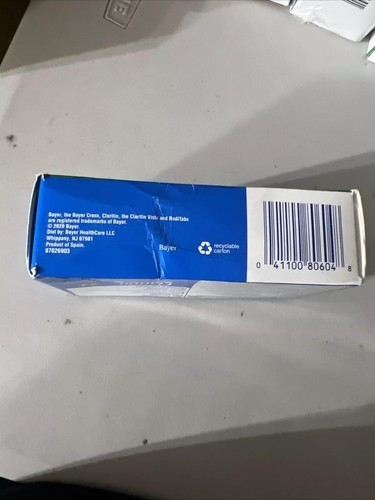 Bayer, the Bayer Cross, Claritin, the Claritin Vista and RediTabs
are registered trademarks of Bayer.
© 2020 Bayer
Dist by: Bayer HealthCare LLC
Whippany, NJ 07981
Product of Spain.
87629903
Bayer
recyclable
carton
0 41100 80604 8